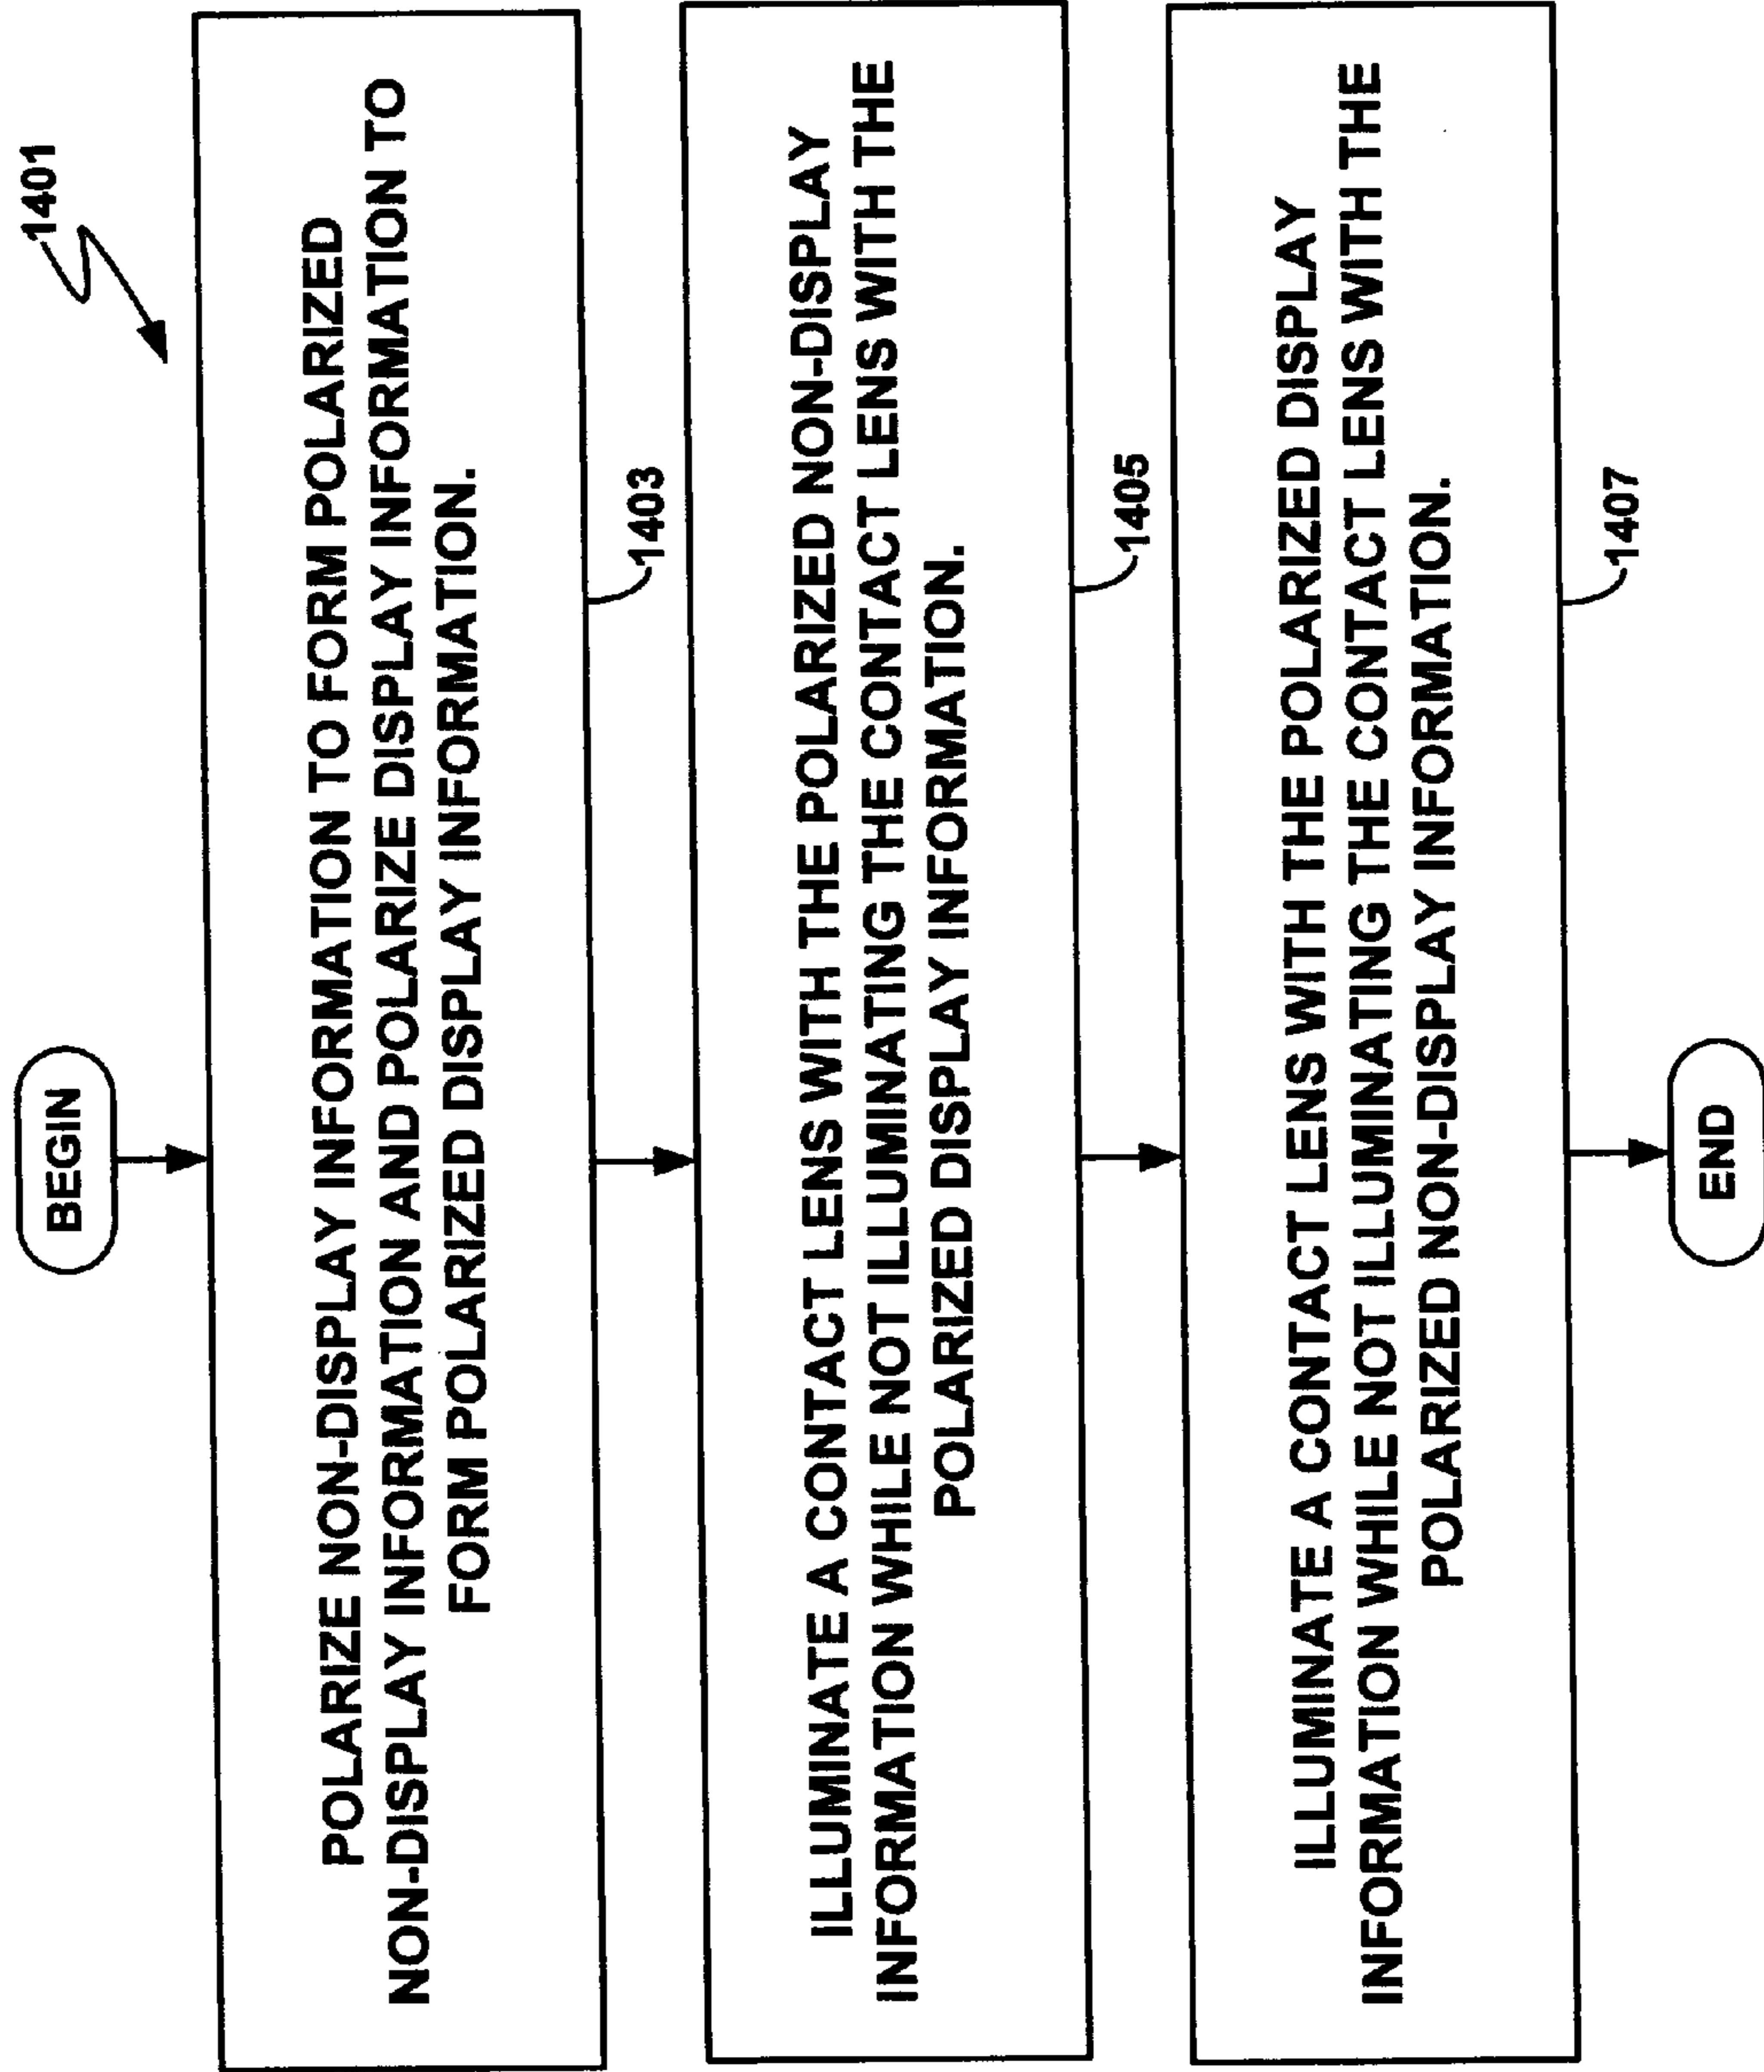 1401
BEGIN
POLARIZE NON-DISPLAY INFORMATION TO FORM POLARIZED
NON-DISPLAY INFORMATION AND POLARIZE DISPLAY INFORMATION TO
FORM POLARIZED DISPLAY INFORMATION.
1403
ILLUMINATE A CONTACT LENS WITH THE POLARIZED NON-DISPLAY
INFORMATION WHILE NOT ILLUMINATING THE CONTACT LENS WITH THE
POLARIZED DISPLAY INFORMATION.
1405
ILLUMINATE A CONTACT LENS WITH THE POLARIZED DISPLAY
INFORMATION WHILE NOT ILLUMINATING THE CONTACT LENS WITH THE
POLARIZED NON-DISPLAY INFORMATION.
1407
END